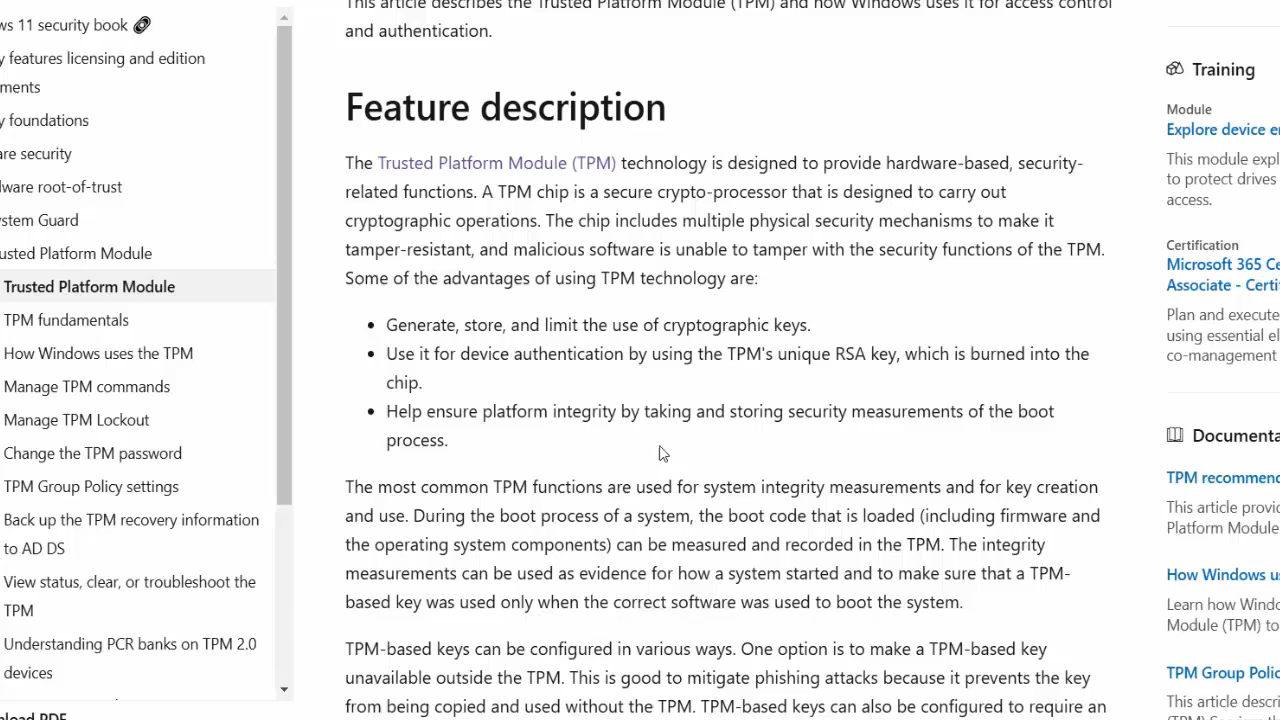 ws 11 security book
y features licensing and edition
ments
y foundations
are security
lware root-of-trust
ystem Guard
usted Platform Module
Trusted Platform Module
TPM fundamentals
How Windows uses the TPM
Manage TPM commands
Manage TPM Lockout
Change the TPM password
TPM Group Policy settings
Back up the TPM recovery information
to AD DS
View status, clear, or troubleshoot the
TPM
Understanding PCR banks on TPM 2.0
devices
nload PDF
This article describes the Trusted Platform Module (TPM) and how Windows uses it for access control
and authentication.
Feature description
The Trusted Platform Module (TPM) technology is designed to provide hardware-based, security-
related functions. A TPM chip is a secure crypto-processor that is designed to carry out
cryptographic operations. The chip includes multiple physical security mechanisms to make it
tamper-resistant, and malicious software is unable to tamper with the security functions of the TPM.
Some of the advantages of using TPM technology are:
• Generate, store, and limit the use of cryptographic keys.
• Use it for device authentication by using the TPM's unique RSA key, which is burned into the
chip.
• Help ensure platform integrity by taking and storing security measurements of the boot
process.
The most common TPM functions are used for system integrity measurements and for key creation
and use. During the boot process of a system, the boot code that is loaded (including firmware and
the operating system components) can be measured and recorded in the TPM. The integrity
measurements can be used as evidence for how a system started and to make sure that a TPM-
based key was used only when the correct software was used to boot the system.
TPM-based keys can be configured in various ways. One option is to make a TPM-based key
unavailable outside the TPM. This is good to mitigate phishing attacks because it prevents the key
from being copied and used without the TPM. TPM-based keys can also be configured to require an
Training
Module
Explore device e
This module expl
to protect drives
access.
Certification
Microsoft 365 Ce
Associate - Certi
Plan and execute
using essential el
co-management
Documenta
TPM recommend
This article provid
Platform Module
How Windows us
Learn how Windo
Module (TPM) to
TPM Group Polic
This article descri
(TPM) Services th